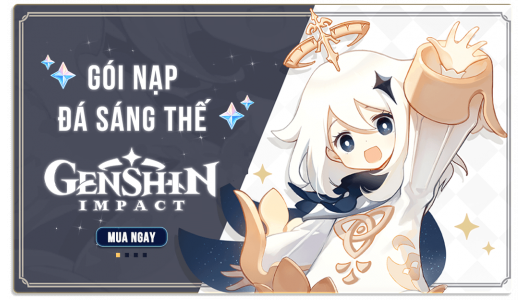 GÓI NẠP
ĐÁ SÁNG THẾ
GENSHIN
IMPACT
MUA NGAY